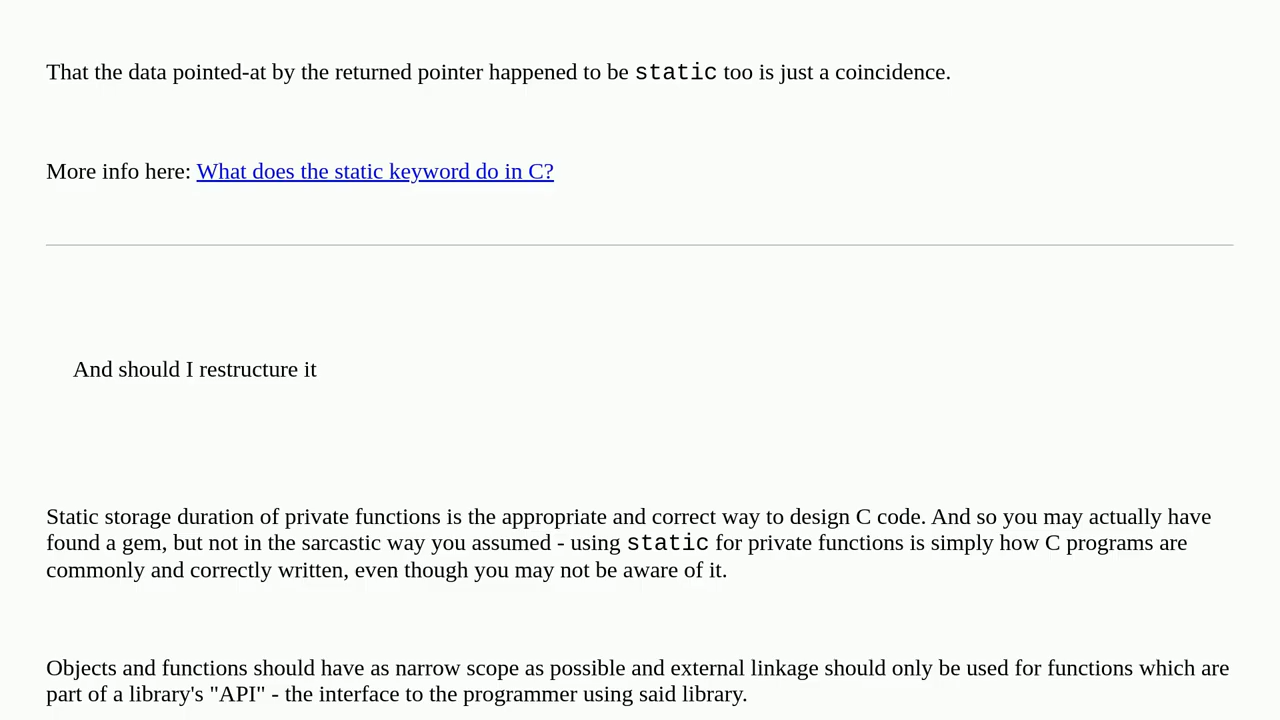 That the data pointed-at by the returned pointer happened to be static too is just a coincidence.
More info here: What does the static keyword do in C?
And should I restructure it
Static storage duration of private functions is the appropriate and correct way to design C code. And so you may actually have
found a gem, but not in the sarcastic way you assumed - using static for private functions is simply how C programs are
commonly and correctly written, even though you may not be aware of it.
Objects and functions should have as narrow scope as possible and external linkage should only be used for functions which are
part of a library's "API" - the interface to the programmer using said library.